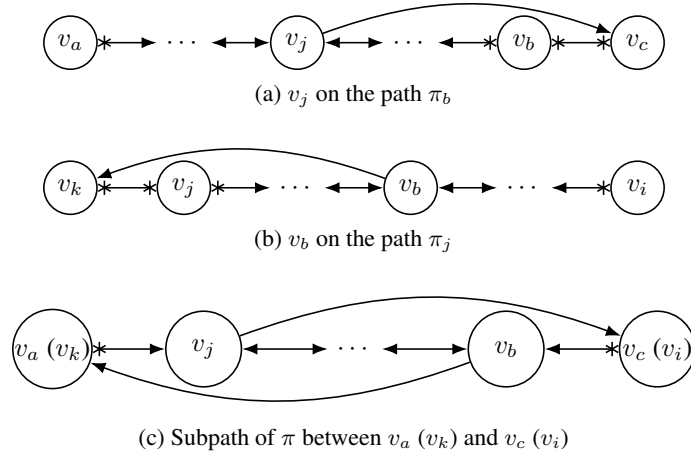 v_a ⋯ v_j ⋯ v_b v_c
(a) v_j on the path π_b
v_k v_j ⋯ v_b ⋯ v_i
(b) v_b on the path π_j
v_a (v_k) v_j ⋯ v_b v_c (v_i)
(c) Subpath of π between v_a (v_k) and v_c (v_i)